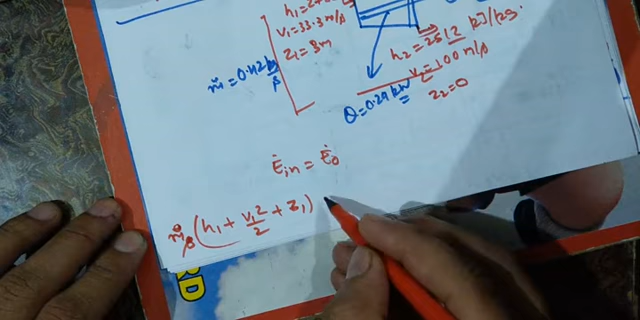 V₁=33.3 m/s
z₁=3m
ṁ=0.42 kg/s
h₂=2512 kJ/kg.
V₂=100 m/s
Q=0.29 kW
z₂=0
Ėin = Ėo
ṁ (h₁ + V₁²/2 + z₁)
RD